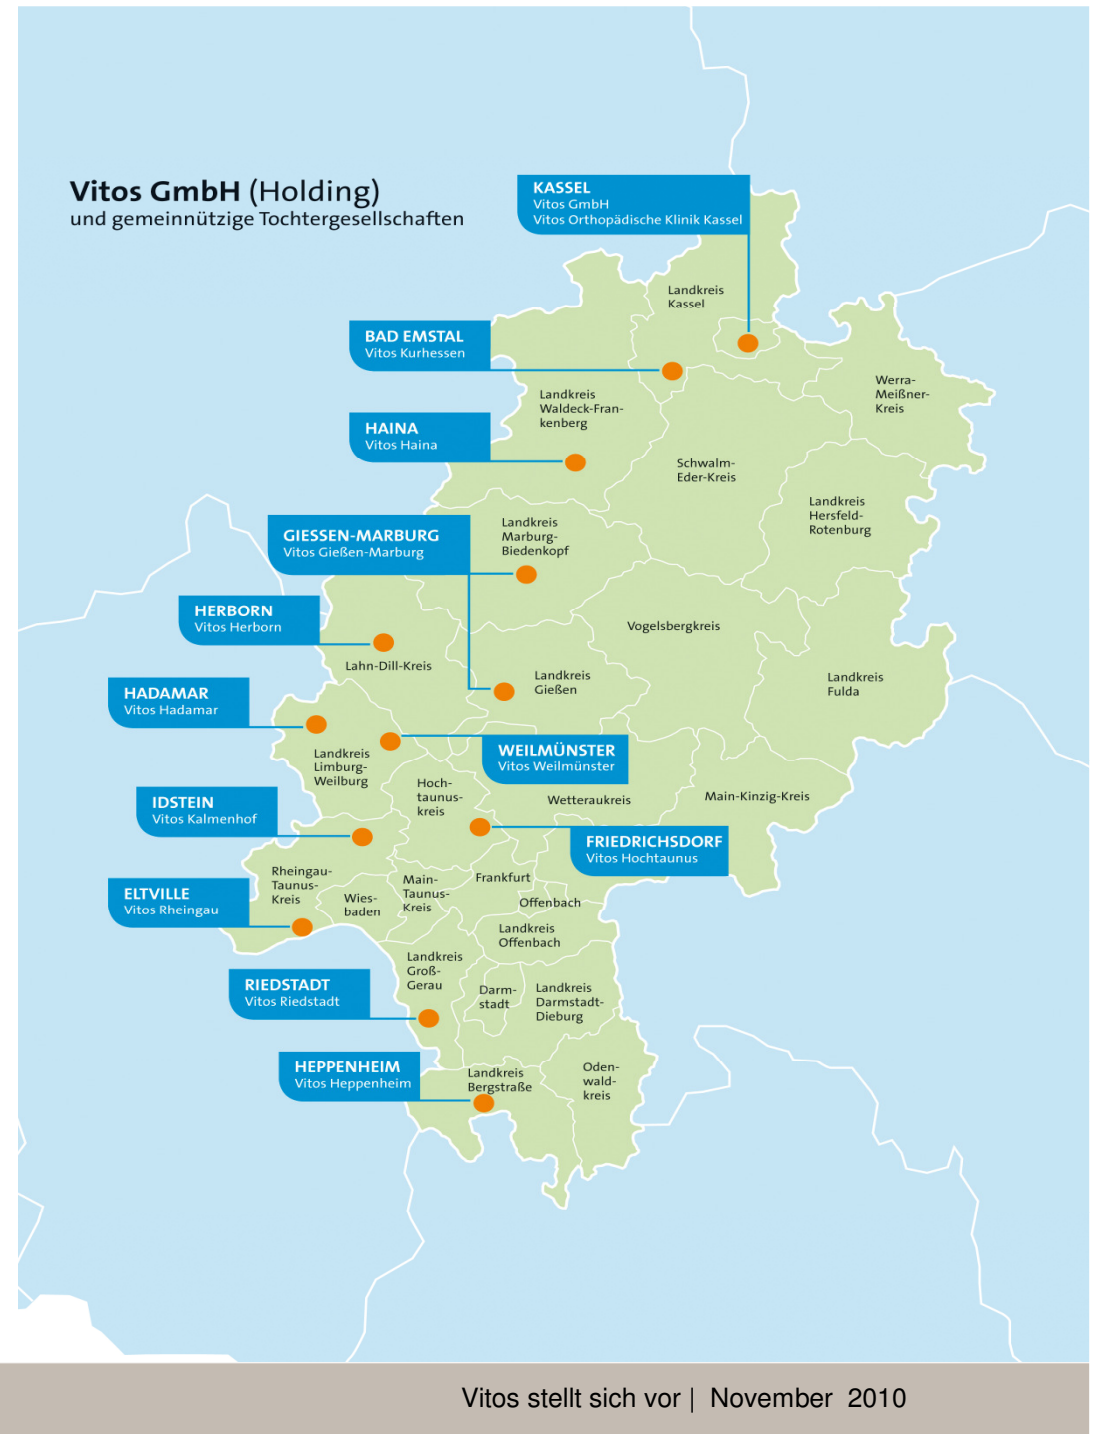 Vitos GmbH (Holding)
und gemeinnützige Tochtergesellschaften
KASSEL
Vitos GmbH
Vitos Orthopädische Klinik Kassel
Landkreis
Kassel
BAD EMSTAL
Vitos Kurhessen
Werra-
Meißner-
Kreis
Landkreis
Waldeck-Fran-
kenberg
HAINA
Vitos Haina
Schwalm-
Eder-Kreis
Landkreis
Hersfeld-
Rotenburg
GIESSEN-MARBURG
Vitos Gießen-Marburg
Landkreis
Marburg-
Biedenkopf
HERBORN
Vitos Herborn
Vogelsbergkreis
Lahn-Dill-Kreis
Landkreis
Gießen
Landkreis
Fulda
HADAMAR
Vitos Hadamar
Landkreis
Limburg-
Weilburg
WEILMÜNSTER
Vitos Weilmünster
Hoch-
taunus-
kreis
Wetteraukreis
Main-Kinzig-Kreis
IDSTEIN
Vitos Kalmenhof
FRIEDRICHSDORF
Vitos Hochtaunus
Rheingau-
Taunus-
Kreis
Wies-
baden
Main-
Taunus-
Kreis
Frankfurt
Offenbach
ELTVILLE
Vitos Rheingau
Landkreis
Offenbach
Landkreis
Groß-
Gerau
RIEDSTADT
Vitos Riedstadt
Darm-
stadt
Landkreis
Darmstadt-
Dieburg
HEPPENHEIM
Vitos Heppenheim
Landkreis
Bergstraße
Oden-
wald-
kreis
Vitos stellt sich vor | November 2010